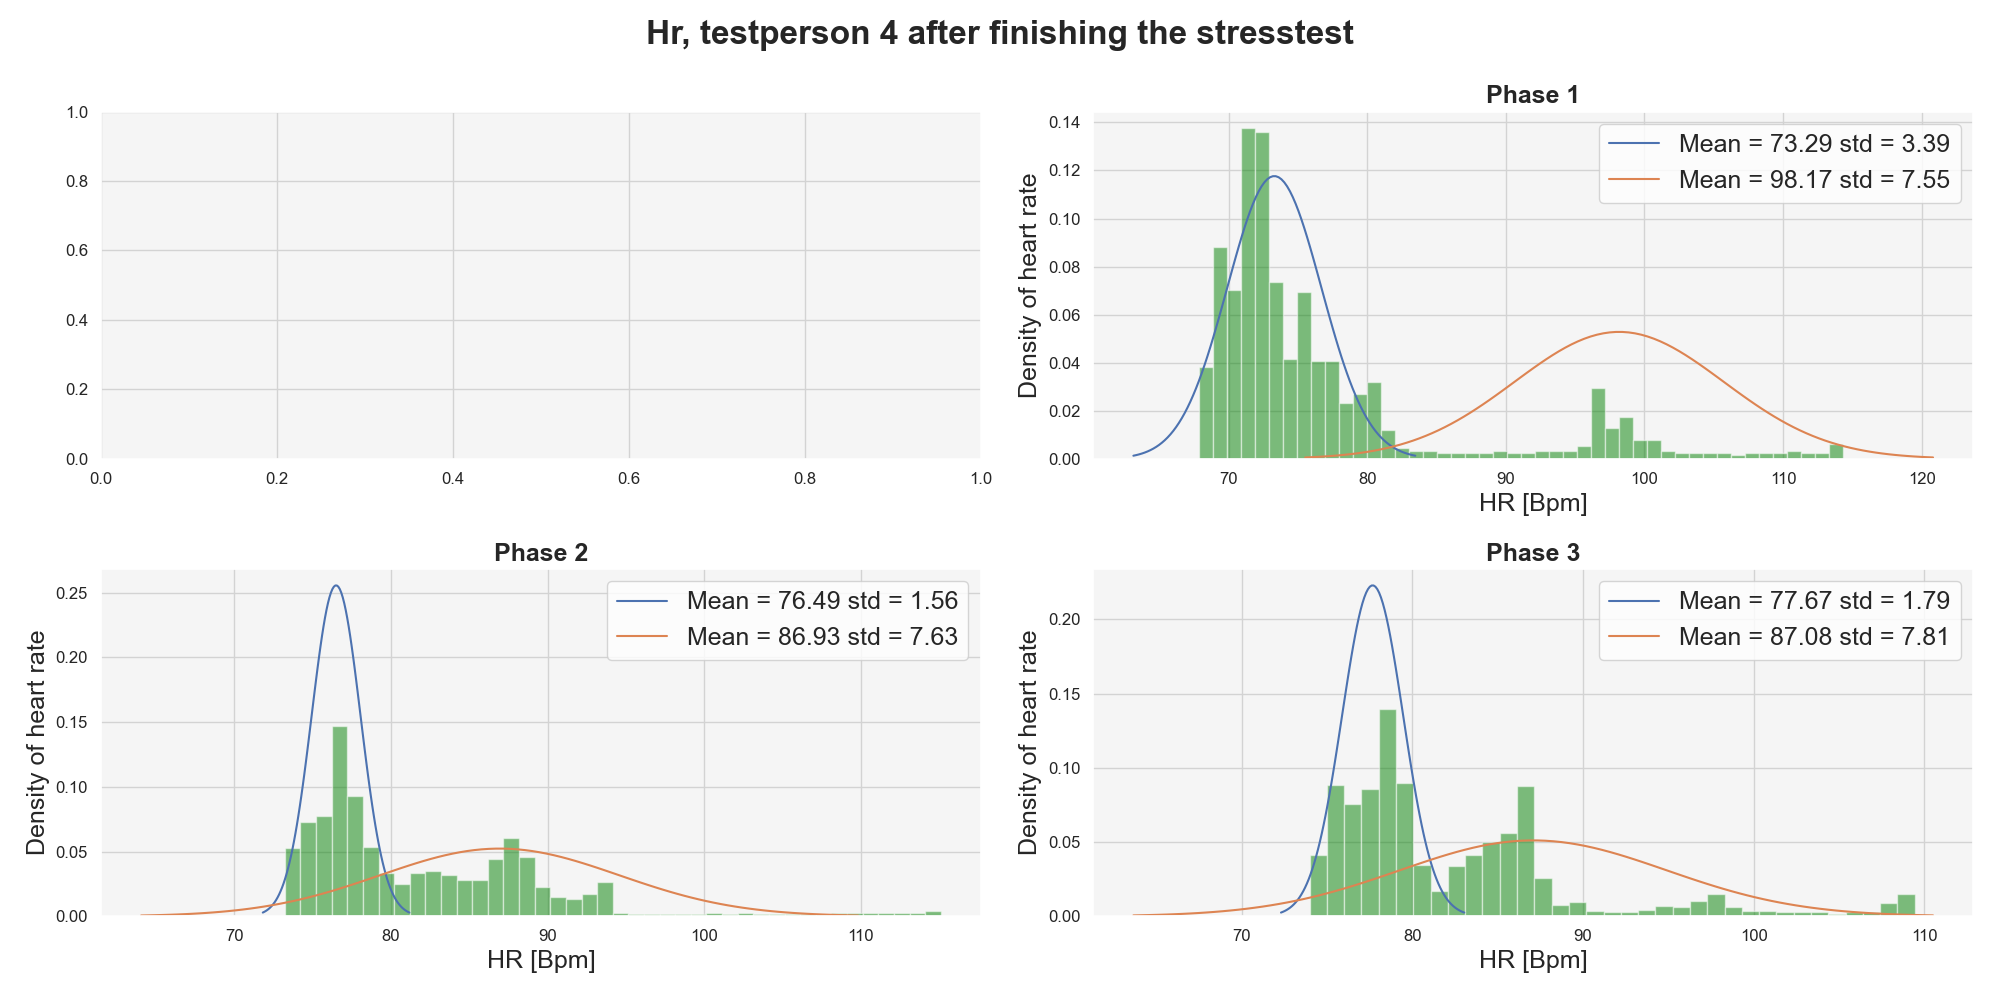 Hr, testperson 4 after finishing the stresstest
1.0
0.8
0.6
0.4
0.2
0.0
0.0 0.2 0.4 0.6 0.8 1.0
Phase 1
Density of heart rate
0.14
0.12
0.10
0.08
0.06
0.04
0.02
0.00
Mean = 73.29 std = 3.39
Mean = 98.17 std = 7.55
70 80 90 100 110 120
HR [Bpm]
Phase 2
Density of heart rate
0.25
0.20
0.15
0.10
0.05
0.00
Mean = 76.49 std = 1.56
Mean = 86.93 std = 7.63
70 80 90 100 110
HR [Bpm]
Phase 3
Density of heart rate
0.20
0.15
0.10
0.05
0.00
Mean = 77.67 std = 1.79
Mean = 87.08 std = 7.81
70 80 90 100 110
HR [Bpm]